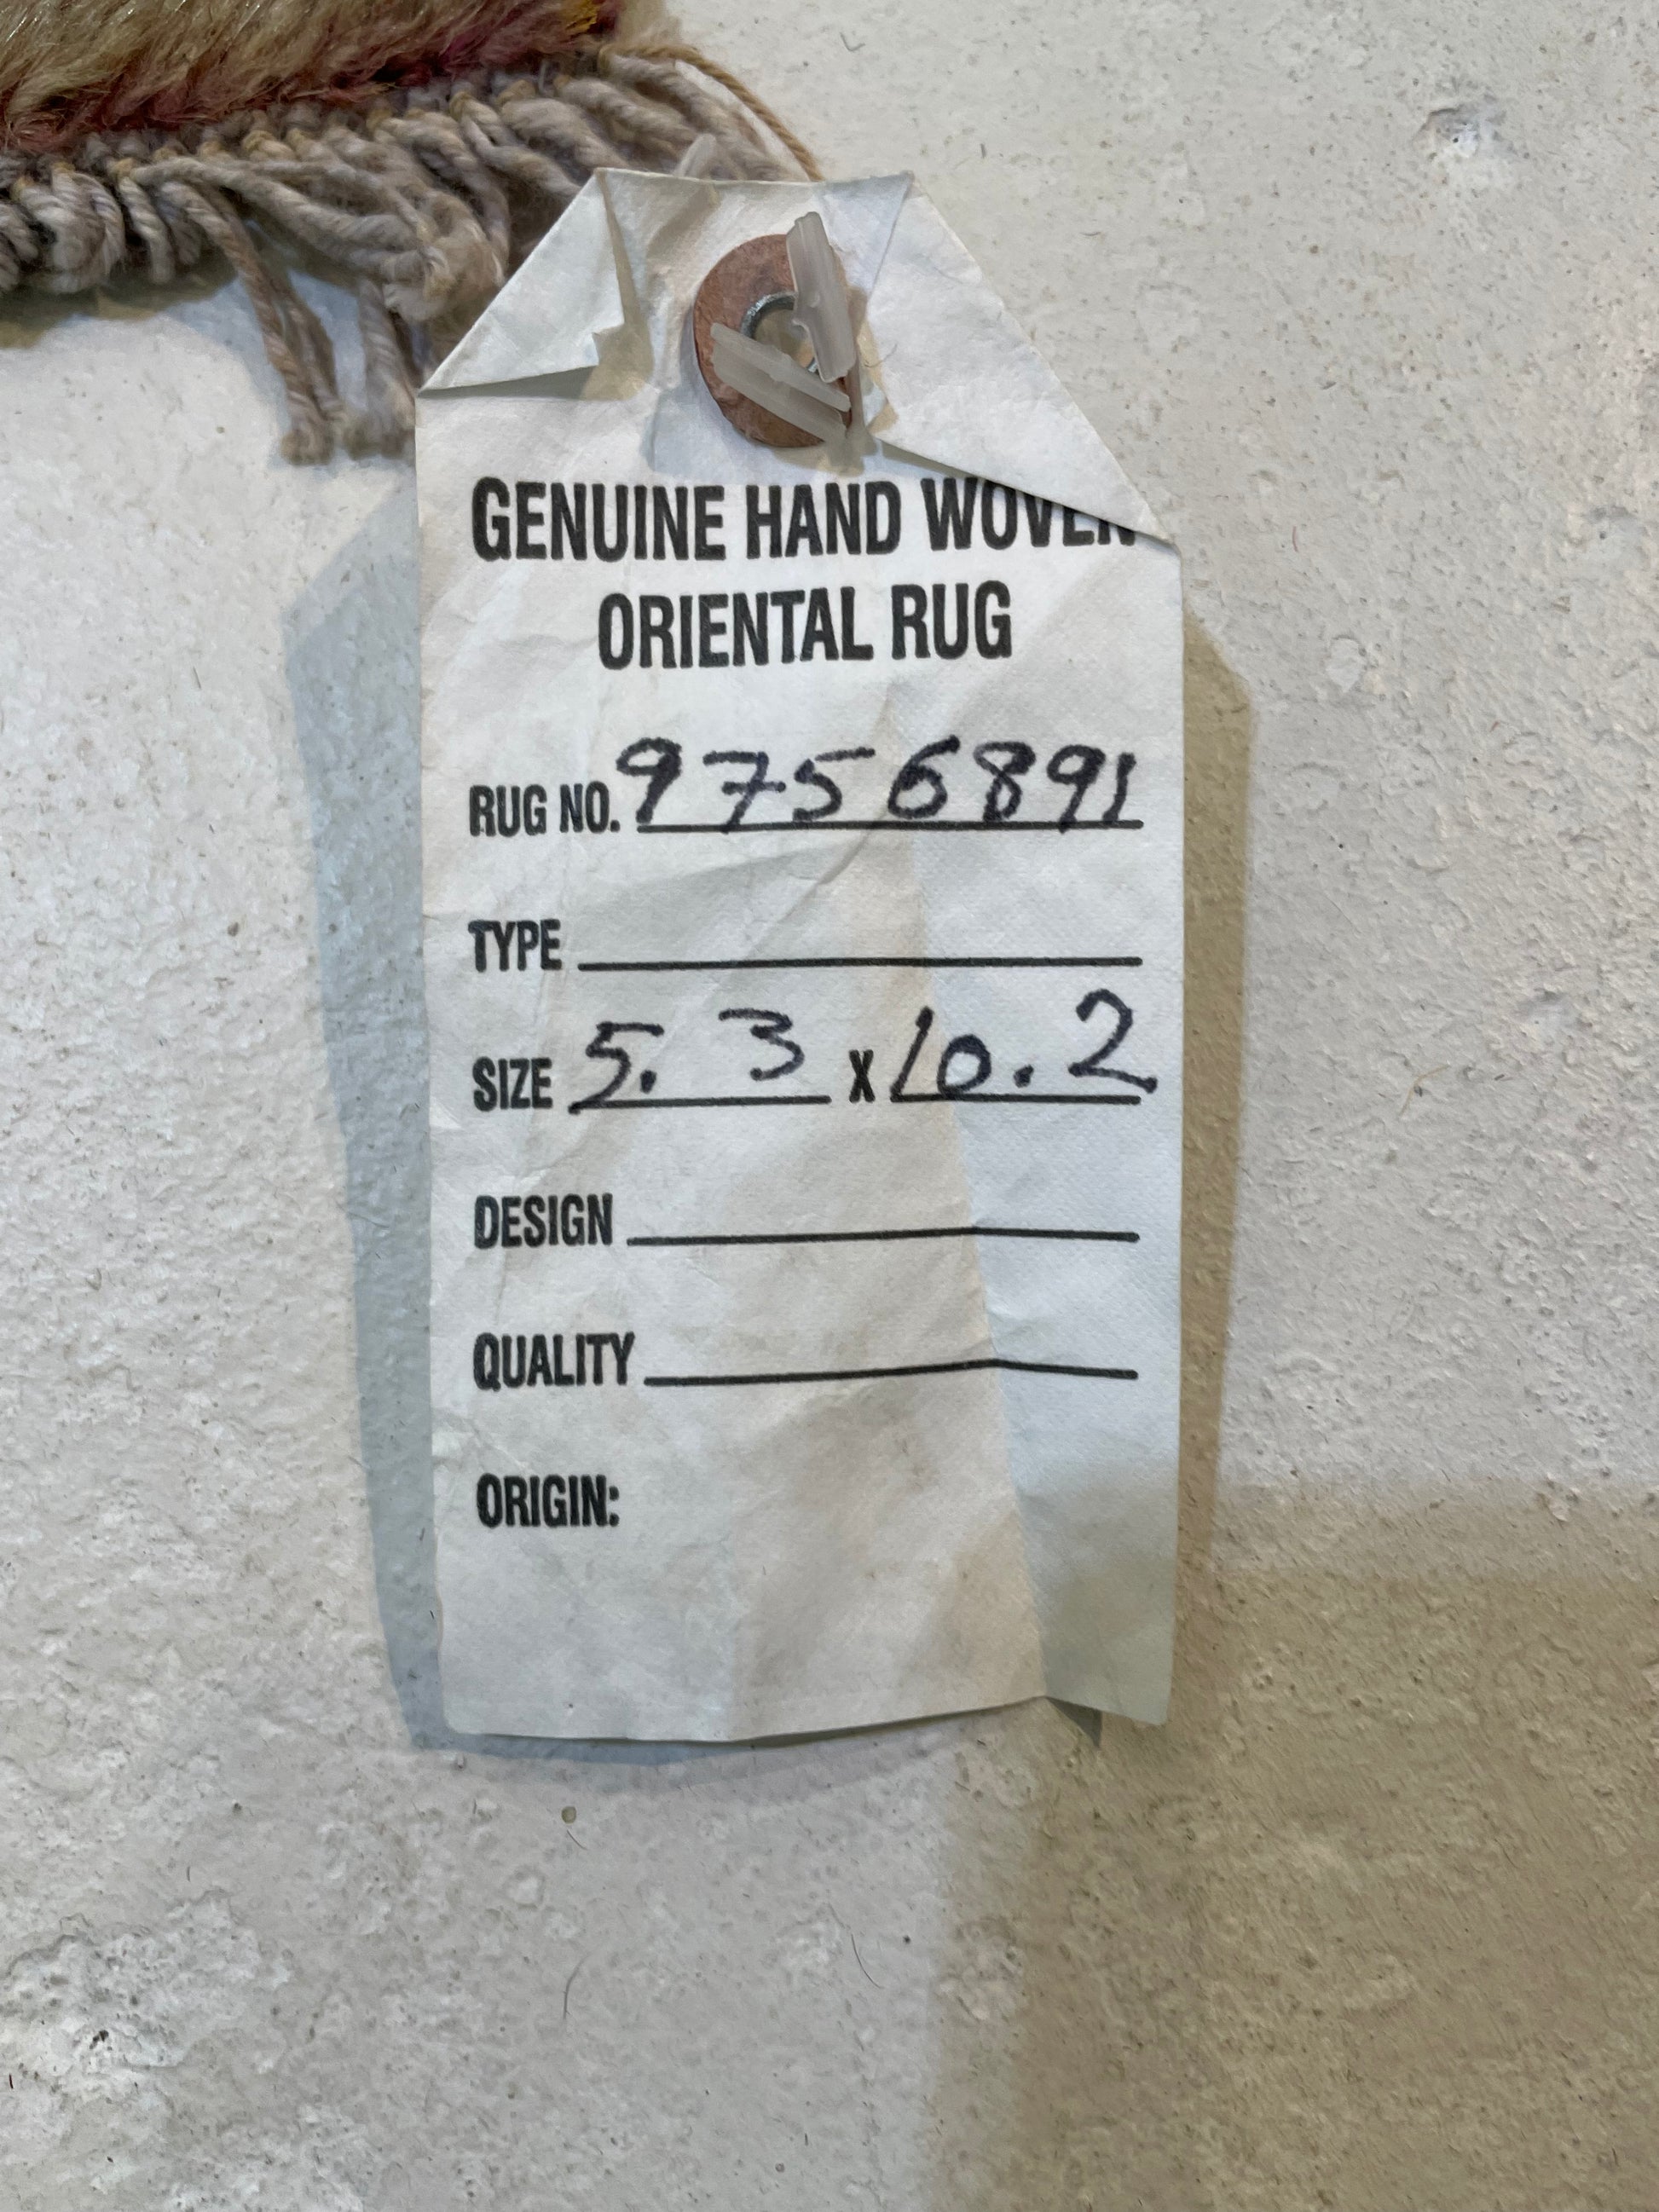 GENUINE HAND WOVEN
ORIENTAL RUG
RUG NO. 9756891
TYPE
SIZE 5.3 x 10.2
DESIGN
QUALITY
ORIGIN: